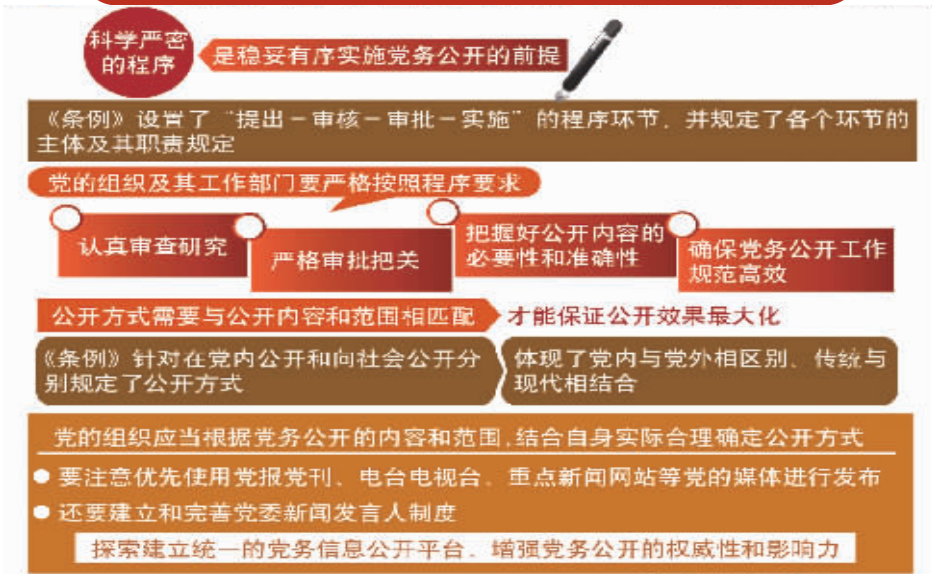 科学严密
的程序
是稳妥有序实施党务公开的前提
《条例》设置了“提出－审核－审批－实施”的程序环节，并规定了各个环节的
主体及其职责规定
党的组织及其工作部门要严格按照程序要求
认真审查研究
严格审批把关
把握好公开内容的
必要性和准确性
确保党务公开工作
规范高效
公开方式需要与公开内容和范围相匹配
才能保证公开效果最大化
《条例》针对在党内公开和向社会公开分
别规定了公开方式
体现了党内与党外相区别、传统与
现代相结合
党的组织应当根据党务公开的内容和范围,结合自身实际合理确定公开方式
要注意优先使用党报党刊、电台电视台、重点新闻网站等党的媒体进行发布
还要建立和完善党委新闻发言人制度
探索建立统一的党务信息公开平台、增强党务公开的权威性和影响力